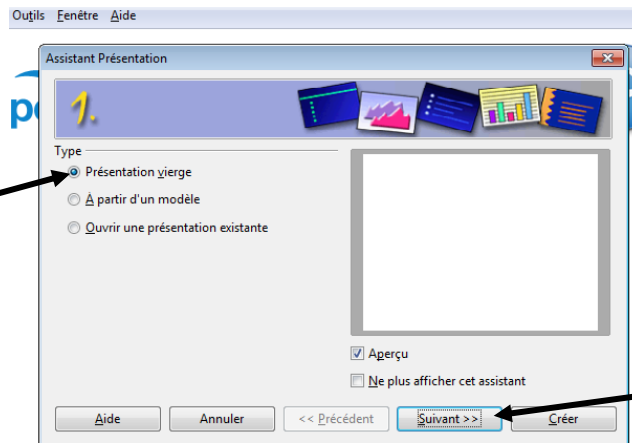 Outils Fenêtre Aide
Assistant Présentation
1.
Type
Présentation vierge
À partir d'un modèle
Ouvrir une présentation existante
Aperçu
Ne plus afficher cet assistant
Aide Annuler << Précédent Suivant >> Créer